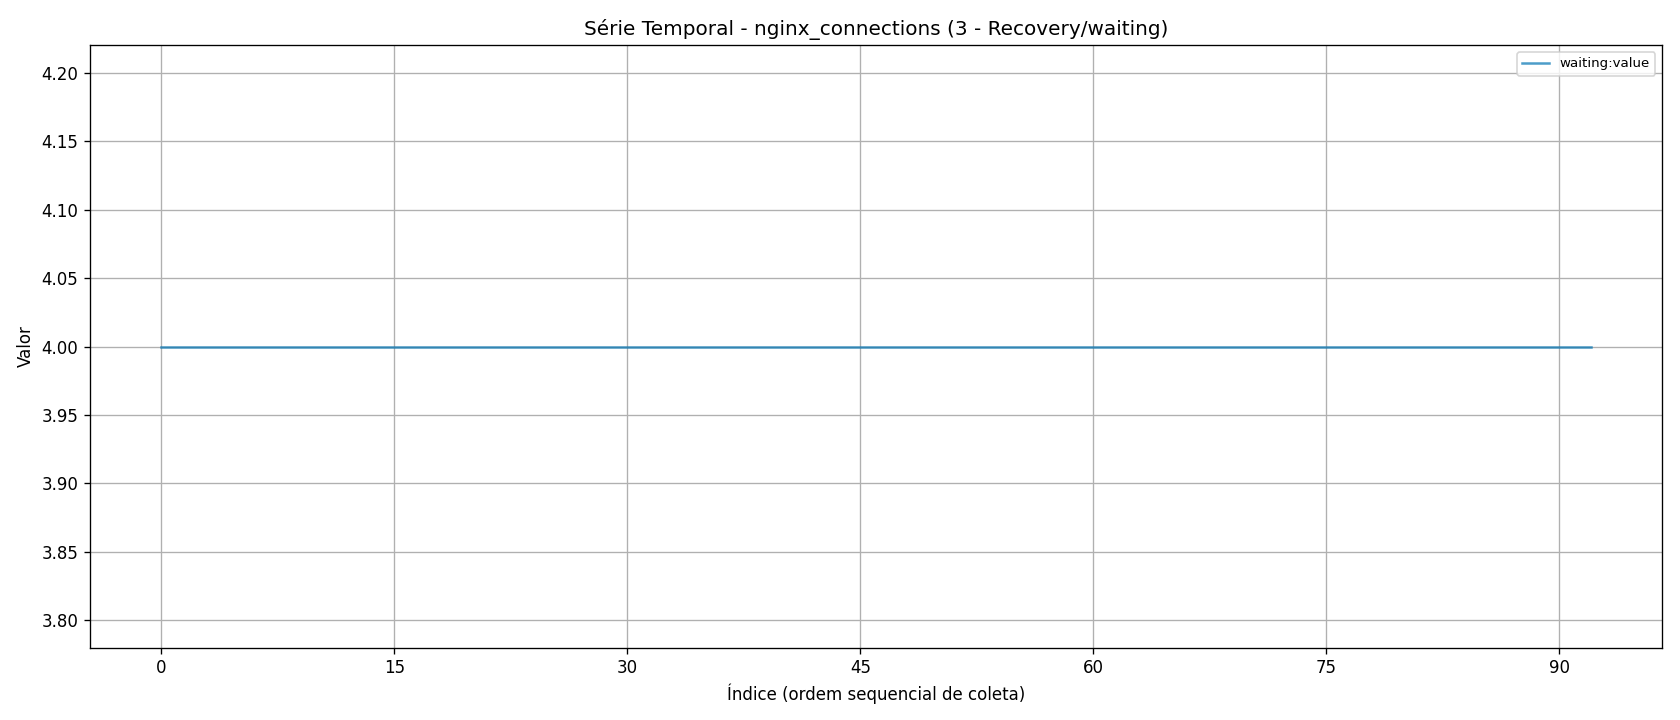 Série Temporal - nginx_connections (3 - Recovery/waiting)
waiting:value
4.20
4.15
4.10
4.05
4.00
3.95
3.90
3.85
3.80
Valor
0 15 30 45 60 75 90
Índice (ordem sequencial de coleta)